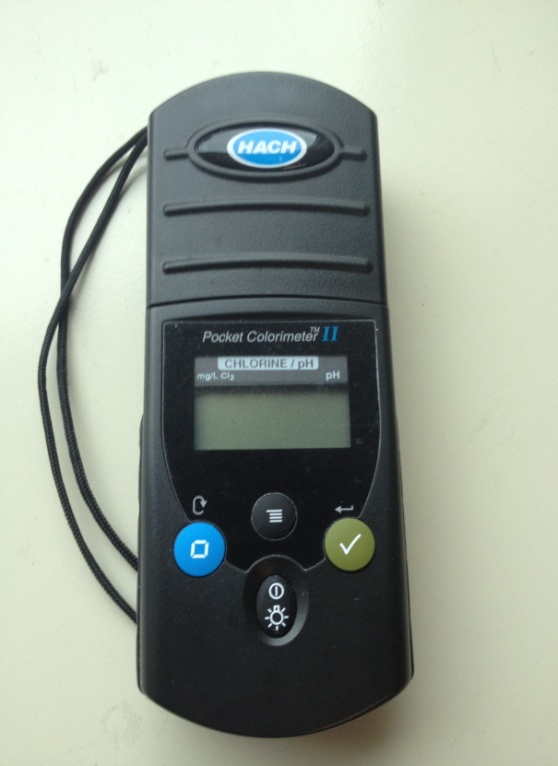 HACH
Pocket Colorimeter™ II
CHLORINE / pH
mg/L Cl₂ pH